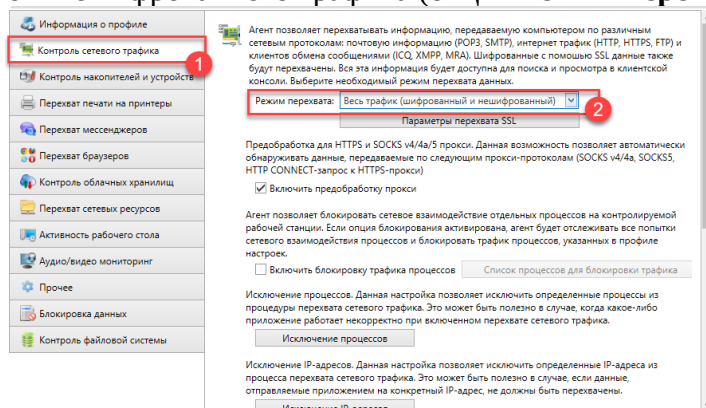 Информация о профиле
Контроль сетевого трафика
1
Контроль накопителей и устройств
Перехват печати на принтеры
Перехват мессенджеров
Перехват браузеров
Контроль облачных хранилищ
Перехват сетевых ресурсов
Активность рабочего стола
Аудио/видео мониторинг
Прочее
Блокировка данных
Контроль файловой системы
Агент позволяет перехватывать информацию, передаваемую компьютером по различным
сетевым протоколам: почтовую информацию (POP3, SMTP), интернет трафик (HTTP, HTTPS, FTP) и
клиентов обмена сообщениями (ICQ, XMPP, MRA). Шифрованные с помощью SSL данные также
будут перехвачены. Вся эта информация будет доступна для поиска и просмотра в клиентской
консоли. Выберите необходимый режим перехвата данных.
Режим перехвата: Весь трафик (шифрованный и нешифрованный)
2
Параметры перехвата SSL
Предобработка для HTTPS и SOCKS v4/4a/5 прокси. Данная возможность позволяет автоматически
обнаруживать данные, передаваемые по следующим прокси-протоколам (SOCKS v4/4a, SOCKS5,
HTTP CONNECT-запрос к HTTPS-прокси)
Включить предобработку прокси
Агент позволяет блокировать сетевое взаимодействие отдельных процессов на контролируемой
рабочей станции. Если опция блокирования активирована, агент будет отслеживать все попытки
сетевого взаимодействия процессов и блокировать трафик процессов, указанных в профиле
настроек.
Включить блокировку трафика процессов Список процессов для блокировки трафика
Исключение процессов. Данная настройка позволяет исключить определенные процессы из
процедуры перехвата сетевого трафика. Это может быть полезно в случае, когда какое-либо
приложение работает некорректно при включенном перехвате сетевого трафика.
Исключение процессов
Исключение IP-адресов. Данная настройка позволяет исключить определенные IP-адреса из
процесса перехвата сетевого трафика. Это может быть полезно в случае, если данные,
отправляемые приложением на конкретный IP-адрес, не должны быть перехвачены.
Исключение IP-адресов